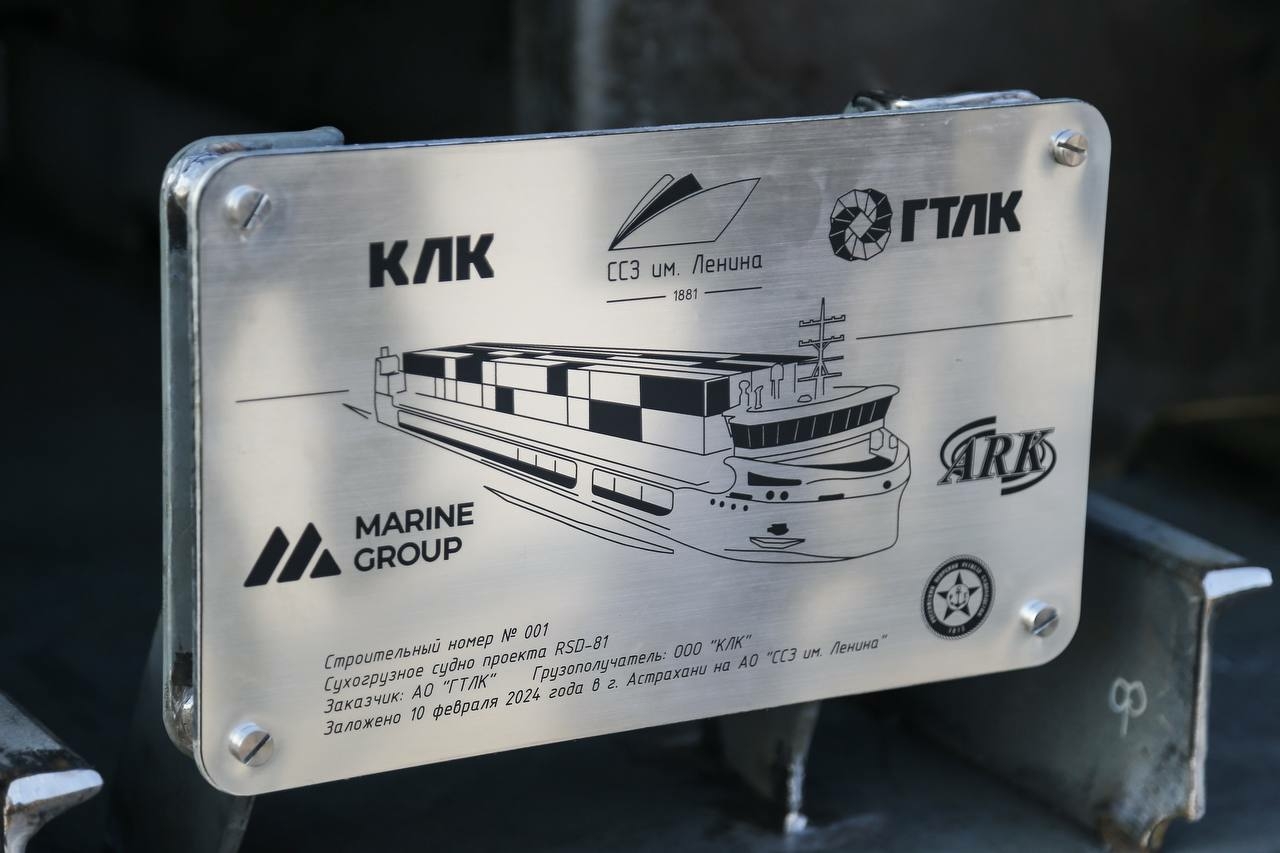 КЛК
ССЗ им. Ленина
1881
ГТЛК
ARK
MARINE
GROUP
1913
Строительный номер № 001
Сухогрузное судно проекта RSD-81
Заказчик: АО "ГТЛК" Грузополучатель: ООО "КЛК"
Заложено 10 февраля 2024 года в г. Астрахани на АО "ССЗ им. Ленина"